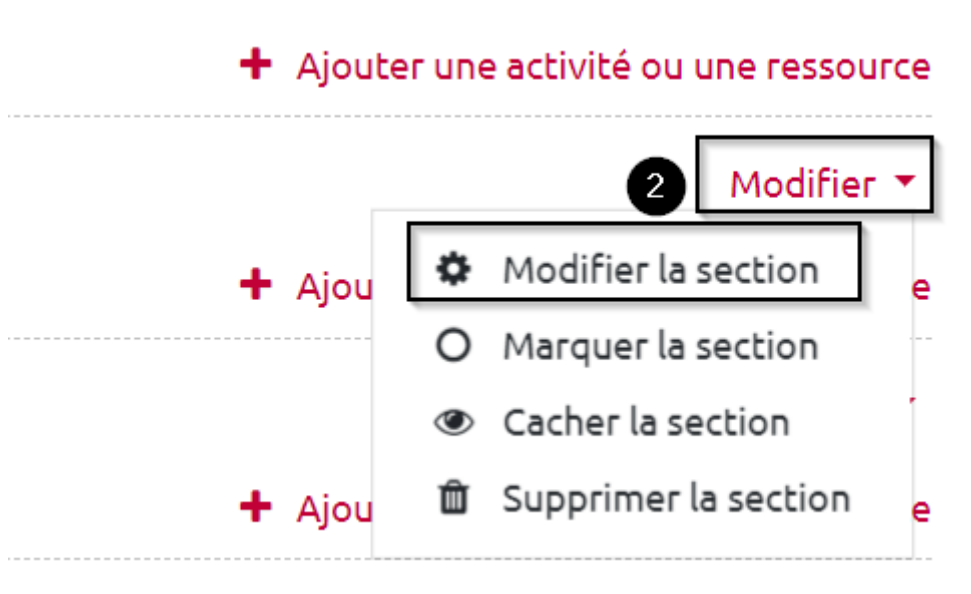 Ajouter une activité ou une ressource
2 Modifier
Modifier la section
Ajou e
Marquer la section
Cacher la section
Supprimer la section
Ajou e